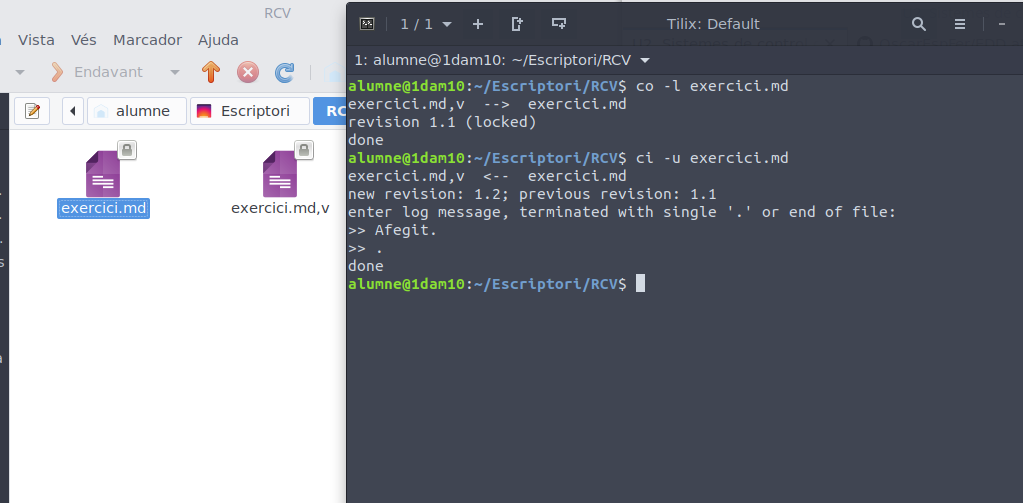 RCV
Vista Vés Marcador Ajuda
Endavant
alumne Escriptori RC
exercici.md exercici.md,v
1 / 1 Tilix: Default
1: alumne@1dam10: ~/Escriptori/RCV
alumne@1dam10:~/Escriptori/RCV$ co -l exercici.md
exercici.md,v  -->  exercici.md
revision 1.1 (locked)
done
alumne@1dam10:~/Escriptori/RCV$ ci -u exercici.md
exercici.md,v  <--  exercici.md
new revision: 1.2; previous revision: 1.1
enter log message, terminated with single '.' or end of file:
>> Afegit.
>> .
done
alumne@1dam10:~/Escriptori/RCV$